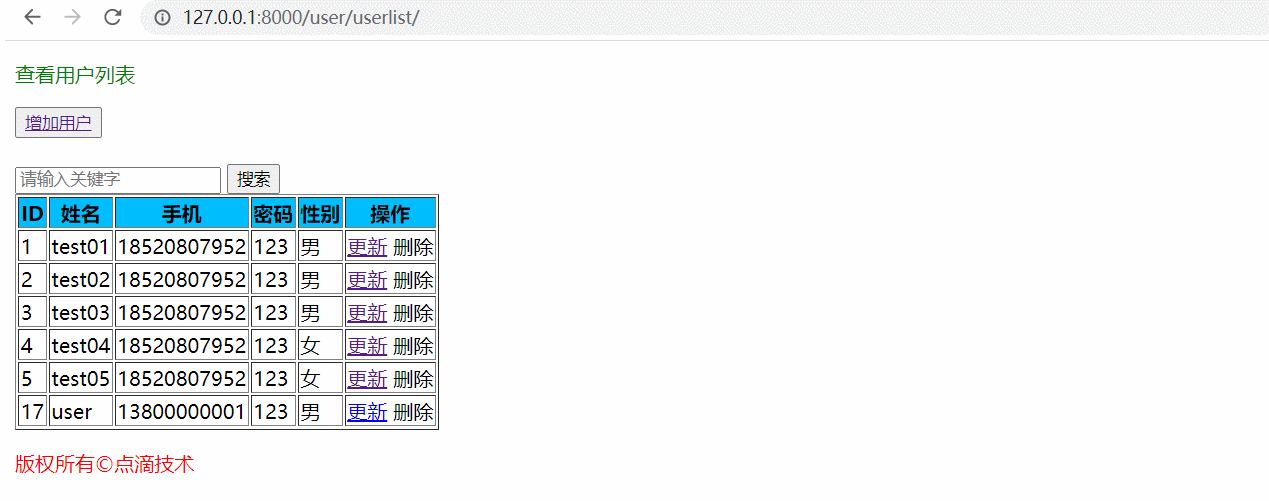 127.0.0.1:8000/user/userlist/
查看用户列表
增加用户
请输入关键字 搜索
ID 姓名 手机 密码 性别 操作
1 test01 18520807952 123 男 更新 删除
2 test02 18520807952 123 男 更新 删除
3 test03 18520807952 123 男 更新 删除
4 test04 18520807952 123 女 更新 删除
5 test05 18520807952 123 女 更新 删除
17 user 13800000001 123 男 更新 删除
版权所有©点滴技术